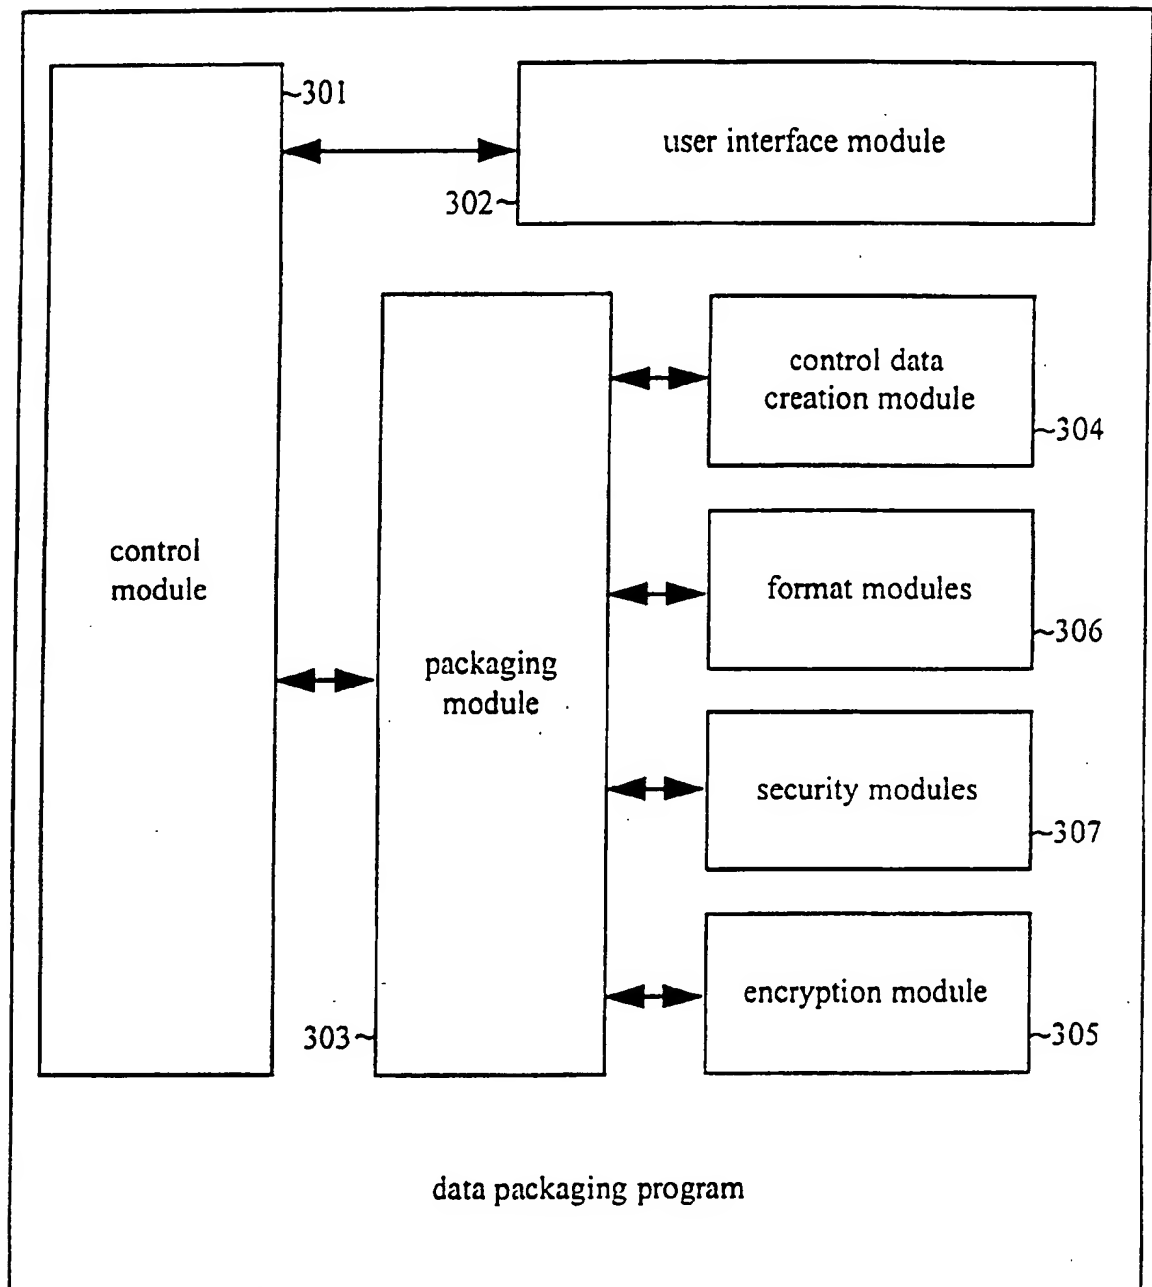 ~301
user interface module
302~
control data
creation module
~304
control
module
format modules
~306
packaging
module
security modules
~307
encryption module
303~
~305
data packaging program